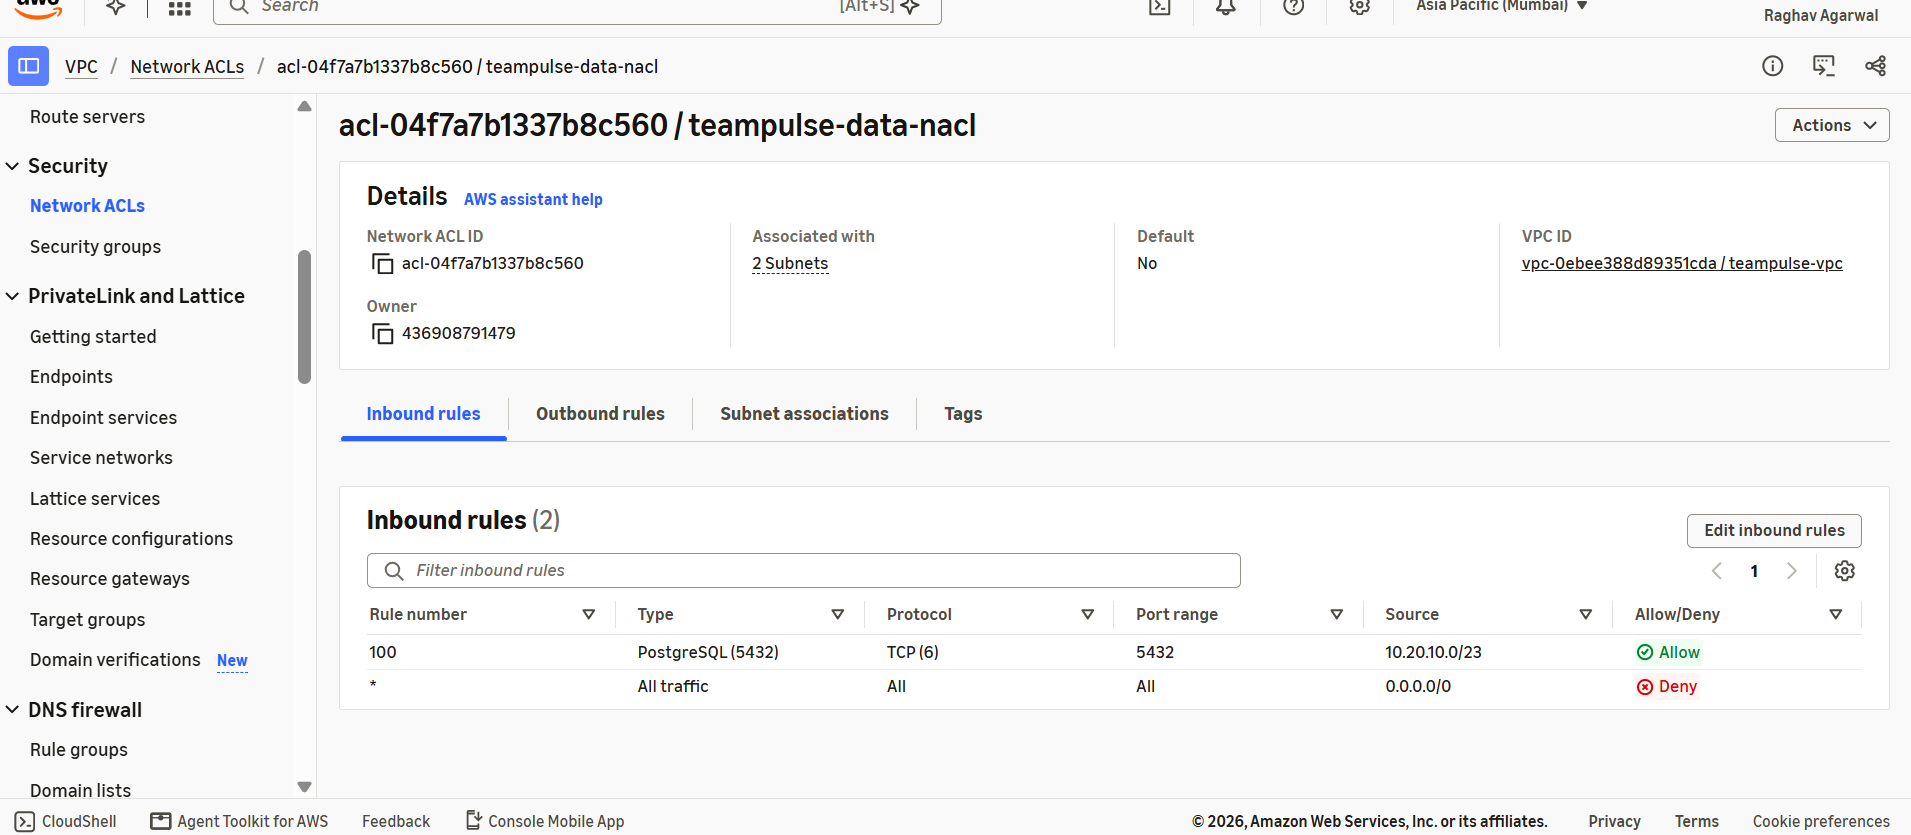 aws
Search
[Alt+S]
Asia Pacific (Mumbai)
Raghav Agarwal
VPC / Network ACLs / acl-04f7a7b1337b8c560 / teampulse-data-nacl
Route servers
Security
Network ACLs
Security groups
PrivateLink and Lattice
Getting started
Endpoints
Endpoint services
Service networks
Lattice services
Resource configurations
Resource gateways
Target groups
Domain verifications New
DNS firewall
Rule groups
Domain lists
acl-04f7a7b1337b8c560 / teampulse-data-nacl
Actions
Details AWS assistant help
Network ACL ID
acl-04f7a7b1337b8c560
Associated with
2 Subnets
Default
No
VPC ID
vpc-0ebee388d89351cda / teampulse-vpc
Owner
436908791479
Inbound rules Outbound rules Subnet associations Tags
Inbound rules (2)
Edit inbound rules
Filter inbound rules
1
Rule number Type Protocol Port range Source Allow/Deny
100 PostgreSQL (5432) TCP (6) 5432 10.20.10.0/23 Allow
* All traffic All All 0.0.0.0/0 Deny
CloudShell Agent Toolkit for AWS Feedback Console Mobile App © 2026, Amazon Web Services, Inc. or its affiliates. Privacy Terms Cookie preferences